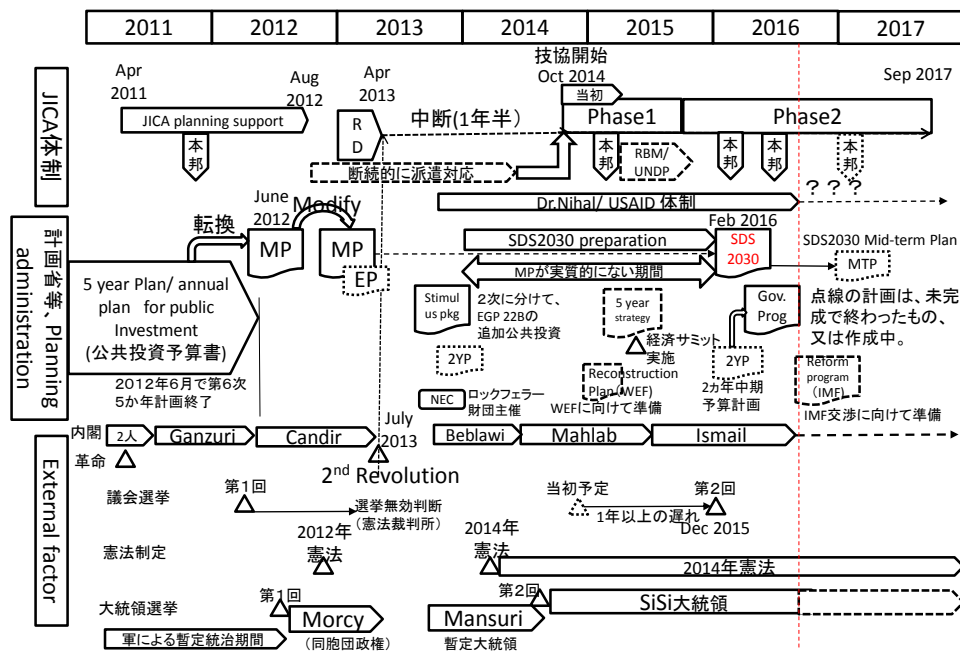 2011
2012
2013
2014
2015
2016
2017
JICA体制
Apr
2011
Aug
2012
Apr
2013
技協開始
Oct 2014
Sep 2017
JICA planning support
R
D
中断(1年半)
当初
Phase1
Phase2
本邦
本邦
RBM/
UNDP
本邦
本邦
本邦
断続的に派遣対応
Dr.Nihal/ USAID 体制
? ? ?
計画省等、Planning
administration
転換
June
2012
Modify
MP
MP
EP
Feb 2016
SDS2030 preparation
SDS
2030
SDS2030 Mid-term Plan
MTP
MPが実質的にない期間
5 year Plan/ annual
plan for public
Investment
(公共投資予算書)
2012年6月で第6次
5か年計画終了
Stimul
us pkg
2次に分けて、
EGP 22Bの
追加公共投資
5 year
strategy
経済サミット
実施
Gov.
Prog
点線の計画は、未完
成で終わったもの、
又は作成中。
2YP
2YP
Reconstruction
Plan (WEF)
2カ年中期
予算計画
Reform
program
(IMF)
NEC
ロックフェラー
財団主催
WEFに向けて準備
IMF交渉に向けて準備
External factor
内閣
2人
Ganzuri
Candir
July
2013
Beblawi
Mahlab
Ismail
革命
2nd Revolution
議会選挙
第1回
選挙無効判断
(憲法裁判所)
当初予定
第2回
1年以上の遅れ
Dec 2015
憲法制定
2012年
憲法
2014年
憲法
2014年憲法
大統領選挙
第1回
Morcy
(同胞団政権)
Mansuri
暫定大統領
第2回
SiSi大統領
軍による暫定統治期間